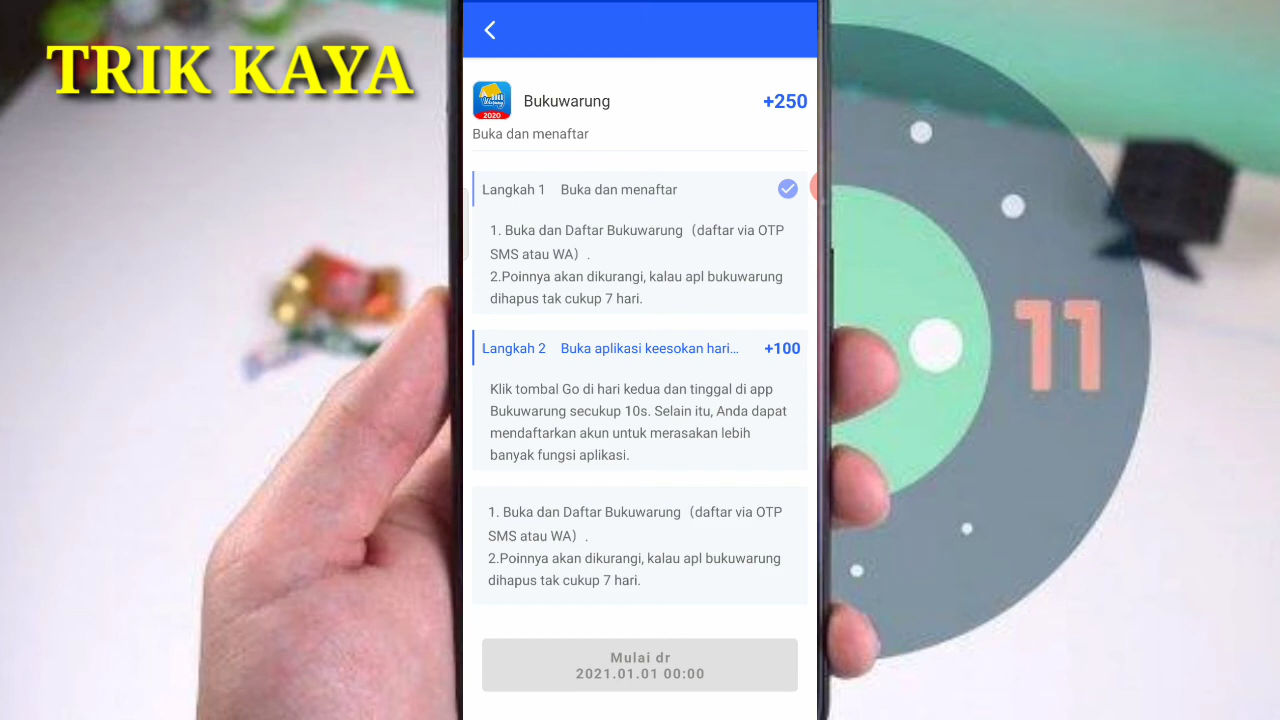 TRIK KAYA
Bukuwarung
+250
2020
Buka dan menaftar
Langkah 1 Buka dan menaftar
1. Buka dan Daftar Bukuwarung（daftar via OTP
SMS atau WA）.
2.Poinnya akan dikurangi, kalau apl bukuwarung
dihapus tak cukup 7 hari.
Langkah 2 Buka aplikasi keesokan hari... +100
Klik tombal Go di hari kedua dan tinggal di app
Bukuwarung secukup 10s. Selain itu, Anda dapat
mendaftarkan akun untuk merasakan lebih
banyak fungsi aplikasi.
1. Buka dan Daftar Bukuwarung（daftar via OTP
SMS atau WA）.
2.Poinnya akan dikurangi, kalau apl bukuwarung
dihapus tak cukup 7 hari.
Mulai dr
2021.01.01 00:00
11